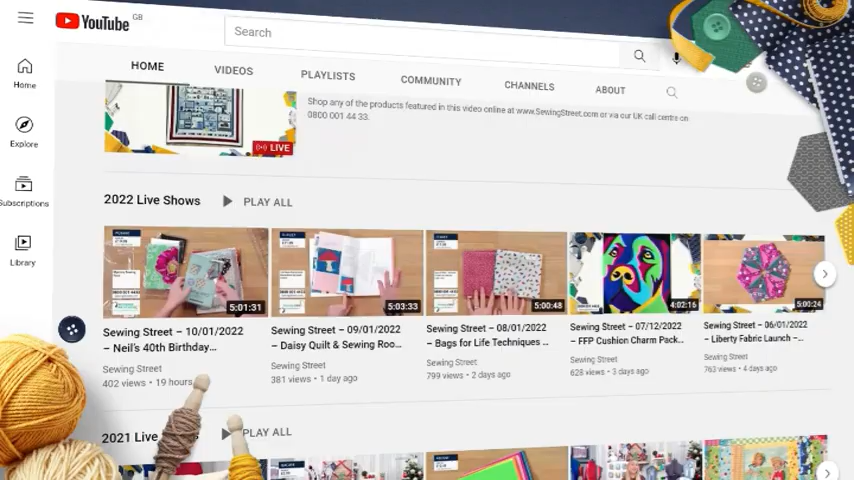 YouTube GB
Search
Home
Explore
Subscriptions
Library
HOME
VIDEOS
PLAYLISTS
COMMUNITY
CHANNELS
ABOUT
Shop any of the products featured in this video online at www.SewingStreet.com or via our UK call centre on
0800 001 44 33.
LIVE
2022 Live Shows
PLAY ALL
5:01:31
5:03:33
5:00:48
4:02:16
5:00:24
Sewing Street – 10/01/2022
– Neil's 40th Birthday...
Sewing Street
402 views • 19 hours
Sewing Street – 09/01/2022
– Daisy Quilt & Sewing Roo...
Sewing Street
381 views • 1 day ago
Sewing Street – 08/01/2022
– Bags for Life Techniques ...
Sewing Street
799 views • 2 days ago
Sewing Street – 07/12/2022
– FFP Cushion Charm Pack...
Sewing Street
628 views • 3 days ago
Sewing Street – 06/01/2022
– Liberty Fabric Launch –...
Sewing Street
763 views • 4 days ago
2021 Live
PLAY ALL